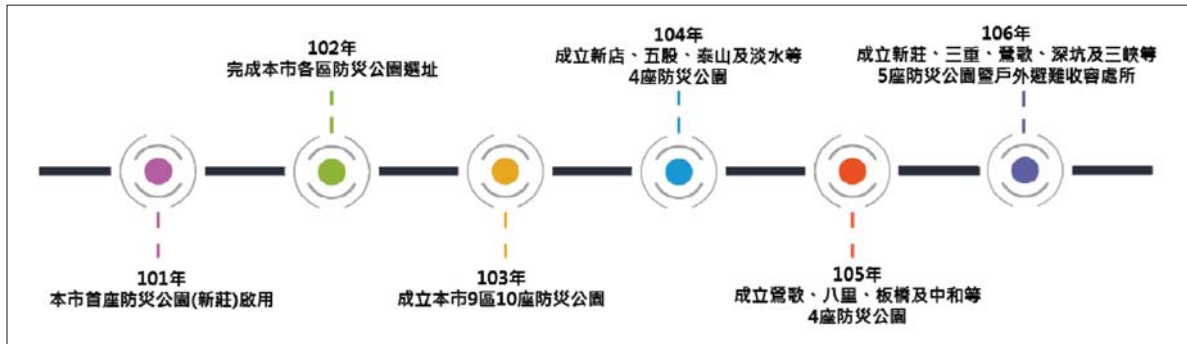 101年
本市首座防災公園(新莊)啟用
102年
完成本市各區防災公園選址
103年
成立本市9區10座防災公園
104年
成立新店、五股、泰山及淡水等
4座防災公園
105年
成立鶯歌、八里、板橋及中和等
4座防災公園
106年
成立新莊、三重、鶯歌、深坑及三峽等
5座防災公園暨戶外避難收容處所